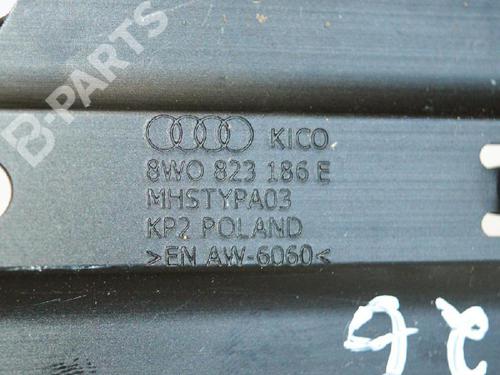 B-PARTS
KICO
8W0 823 186 E
MHSTYPA03
KP2 POLAND
>EN AW-6060<